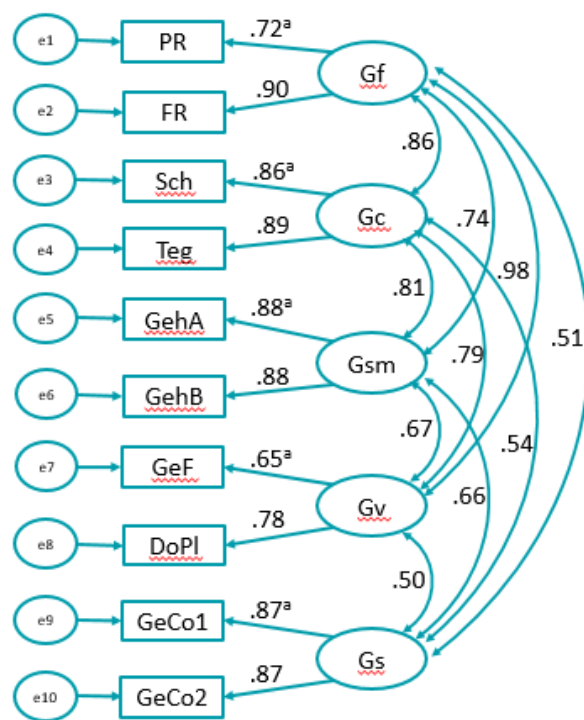 e1
PR
.72ª
Gf
e2
FR
.90
.86
e3
Sch
.86ª
Gc
.74
e4
Teg
.89
.98
.81
e5
GehA
.88ª
.51
Gsm
.79
e6
GehB
.88
.67
.54
e7
GeF
.65ª
.66
Gv
e8
DoPl
.78
.50
e9
GeCo1
.87ª
Gs
e10
GeCo2
.87